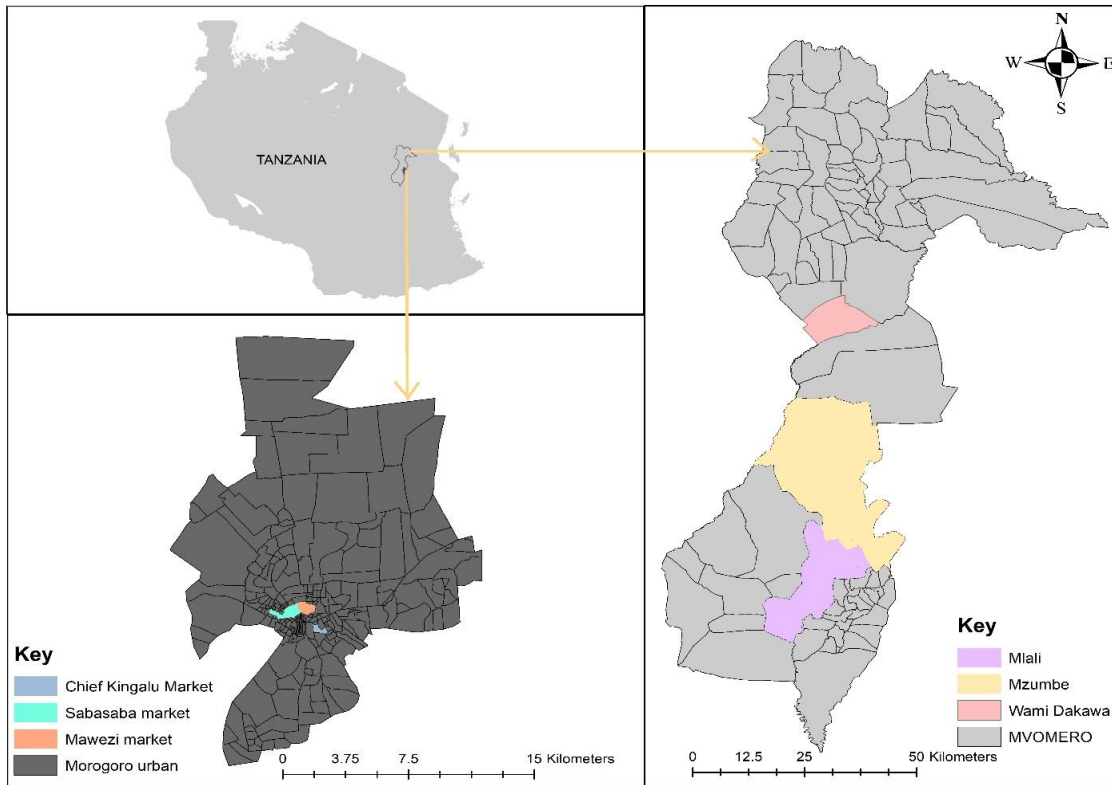 TANZANIA
N
W E
S
Key
Chief Kingalu Market
Sabasaba market
Mawezi market
Morogoro urban
0 3.75 7.5 15 Kilometers
Key
Mlali
Mzumbe
Wami Dakawa
MVOMERO
0 12.5 25 50 Kilometers